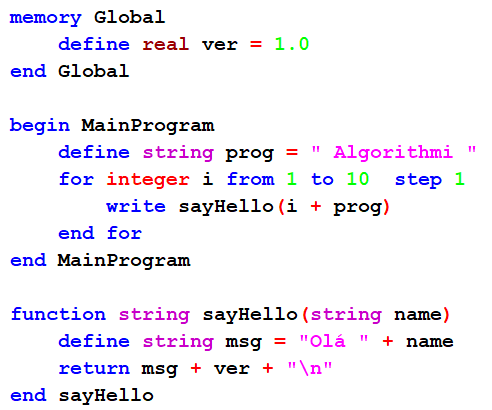 memory Global
    define real ver = 1.0
end Global

begin MainProgram
    define string prog = " Algorithmi "
    for integer i from 1 to 10  step 1
        write sayHello(i + prog)
    end for
end MainProgram

function string sayHello(string name)
    define string msg = "Olá " + name
    return msg + ver + "\n"
end sayHello